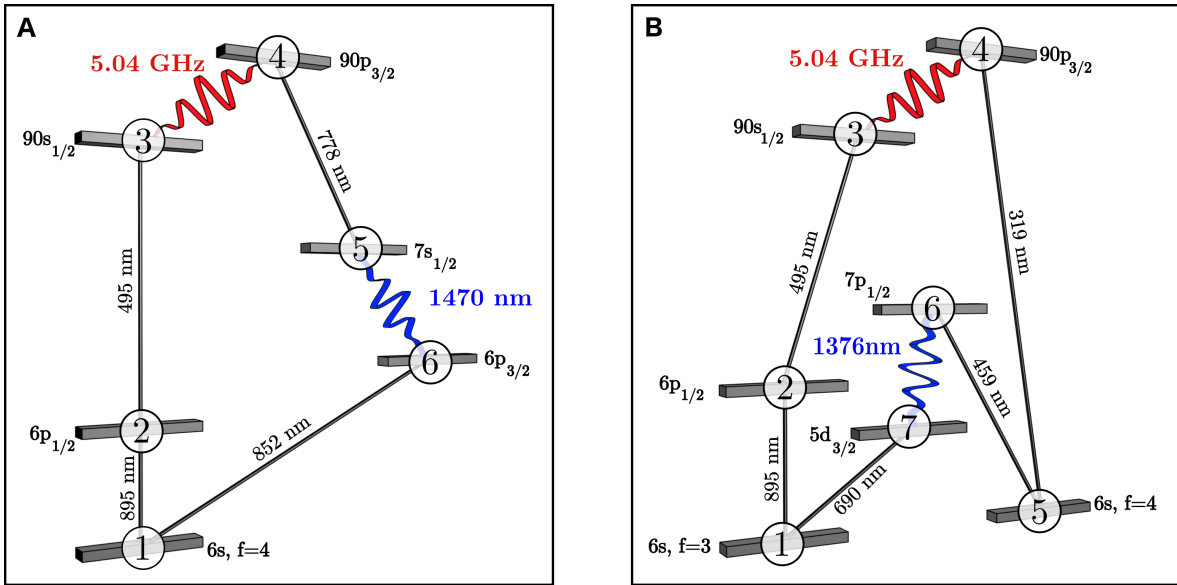 A
5.04 GHz
4
90p3/2
90s1/2
3
778 nm
495 nm
5
7s1/2
1470 nm
6
6p3/2
6p1/2
2
852 nm
895 nm
1
6s, f=4
B
5.04 GHz
4
90p3/2
90s1/2
3
319 nm
495 nm
7p1/2
6
1376nm
459 nm
6p1/2
2
5d3/2
7
895 nm
690 nm
5
6s, f=4
6s, f=3
1